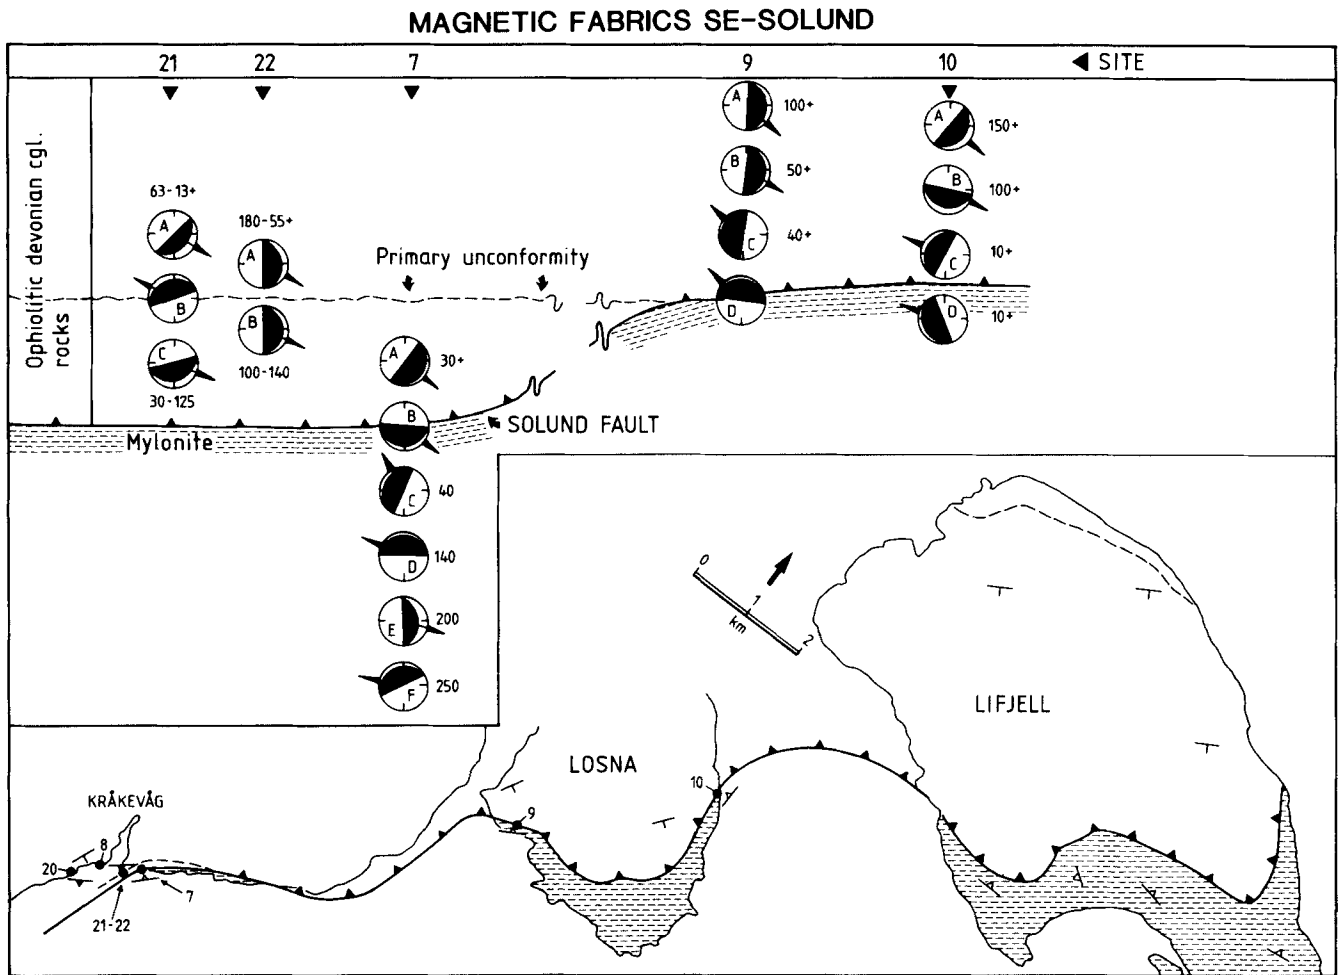 MAGNETIC FABRICS SE-SOLUND
21 22 7 9 10 ◀ SITE
Ophiolitic devonian cgl.
rocks
63-13+
A
B
C
30-125
180-55+
A
B
100-140
Primary unconformity
A 30+
B
C 40
D 140
E 200
F 250
A 100+
B 50+
C 40+
D
A 150+
B 100+
C 10+
D 10+
Mylonite
SOLUND FAULT
0
1
2
km
LIFJELL
LOSNA
KRÅKEVÅG
20
8
21-22
7
9
10